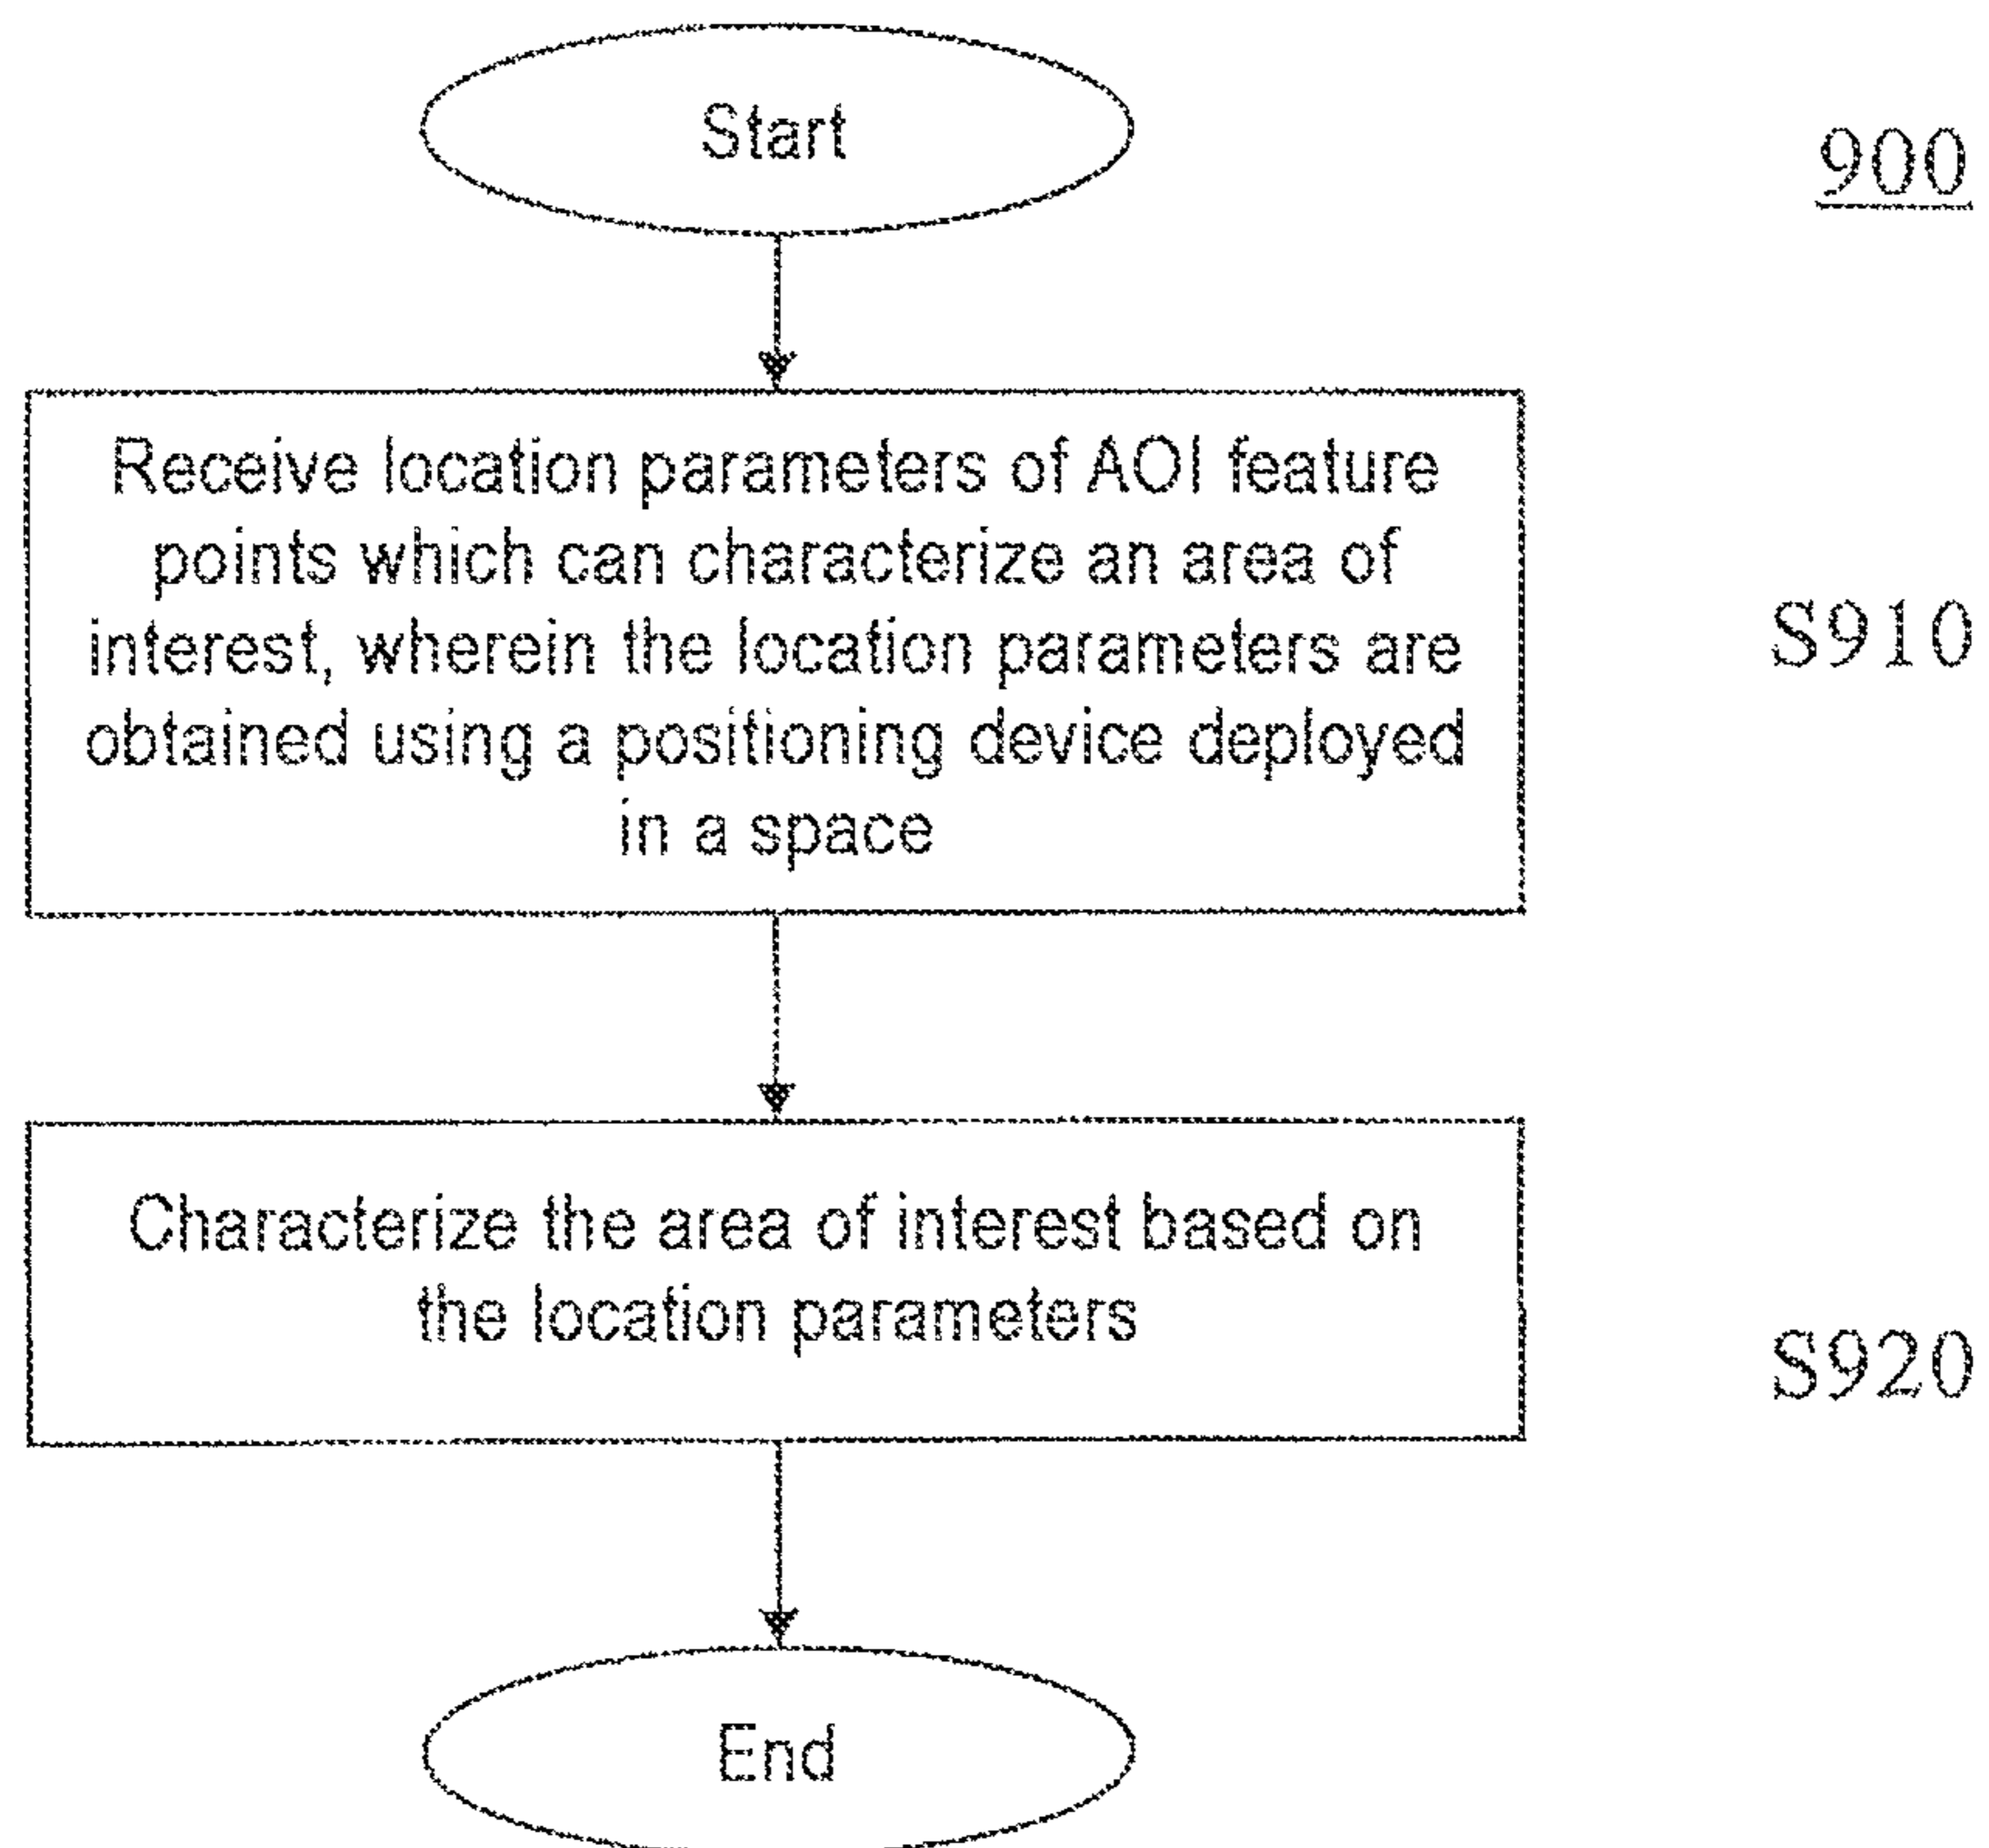 Start
900
Receive location parameters of AOI feature
points which can characterize an area of
interest, wherein the location parameters are
obtained using a positioning device deployed
in a space
S910
Characterize the area of interest based on
the location parameters
S920
End